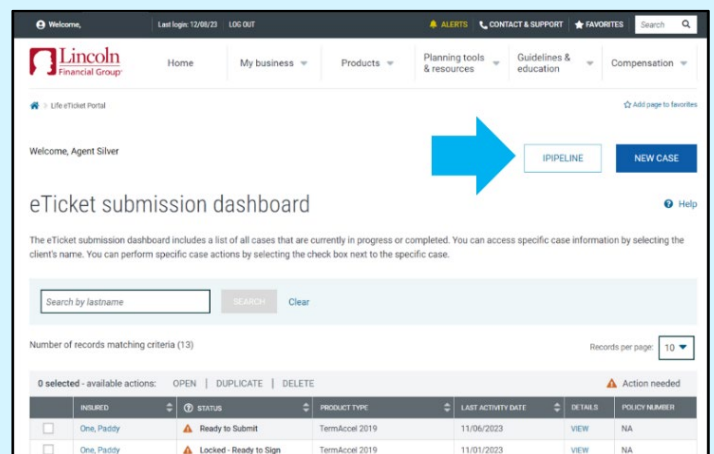 Welcome, Last login: 12/08/23 LOG OUT ALERTS CONTACT & SUPPORT FAVORITES Search
Lincoln
Financial Group®
Home My business Products Planning tools & resources Guidelines & education Compensation
> Life eTicket Portal Add page to favorites
Welcome, Agent Silver
IPIPELINE NEW CASE
eTicket submission dashboard Help
The eTicket submission dashboard includes a list of all cases that are currently in progress or completed. You can access specific case information by selecting the
client's name. You can perform specific case actions by selecting the check box next to the specific case.
Search by lastname SEARCH Clear
Number of records matching criteria (13) Records per page: 10
0 selected - available actions: OPEN | DUPLICATE | DELETE Action needed
INSURED STATUS PRODUCT TYPE LAST ACTIVITY DATE DETAILS POLICY NUMBER
One, Paddy Ready to Submit TermAccel 2019 11/06/2023 VIEW NA
One, Paddy Locked - Ready to Sign TermAccel 2019 11/01/2023 VIEW NA